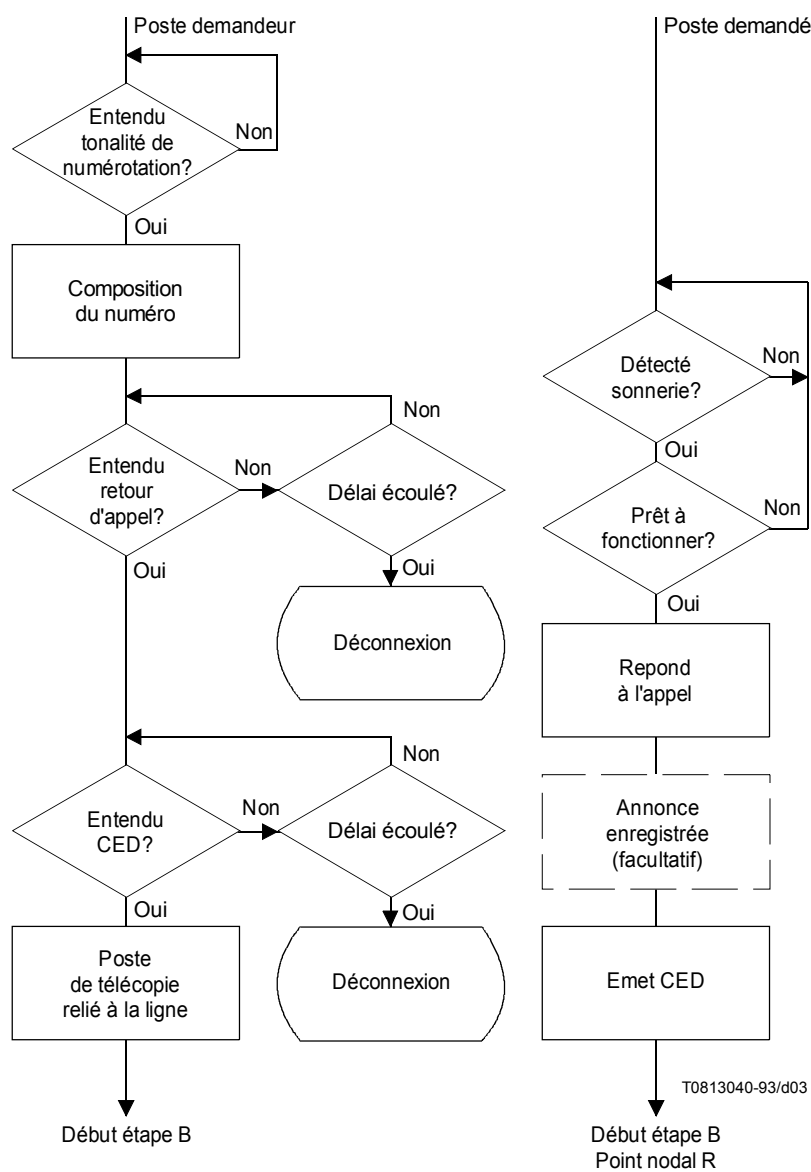 Poste demandeur
Entendu
tonalité de
numérotation?
Non
Oui
Composition
du numéro
Non
Entendu
retour
d'appel?
Non
Délai écoulé?
Oui
Oui
Déconnexion
Non
Entendu
CED?
Non
Délai écoulé?
Oui
Oui
Poste
de télécopie
relié à la ligne
Déconnexion
Début étape B
Poste demandé
Détecté
sonnerie?
Non
Oui
Prêt à
fonctionner?
Non
Oui
Repond
à l'appel
Annonce
enregistrée
(facultatif)
Emet CED
T0813040-93/d03
Début étape B
Point nodal R